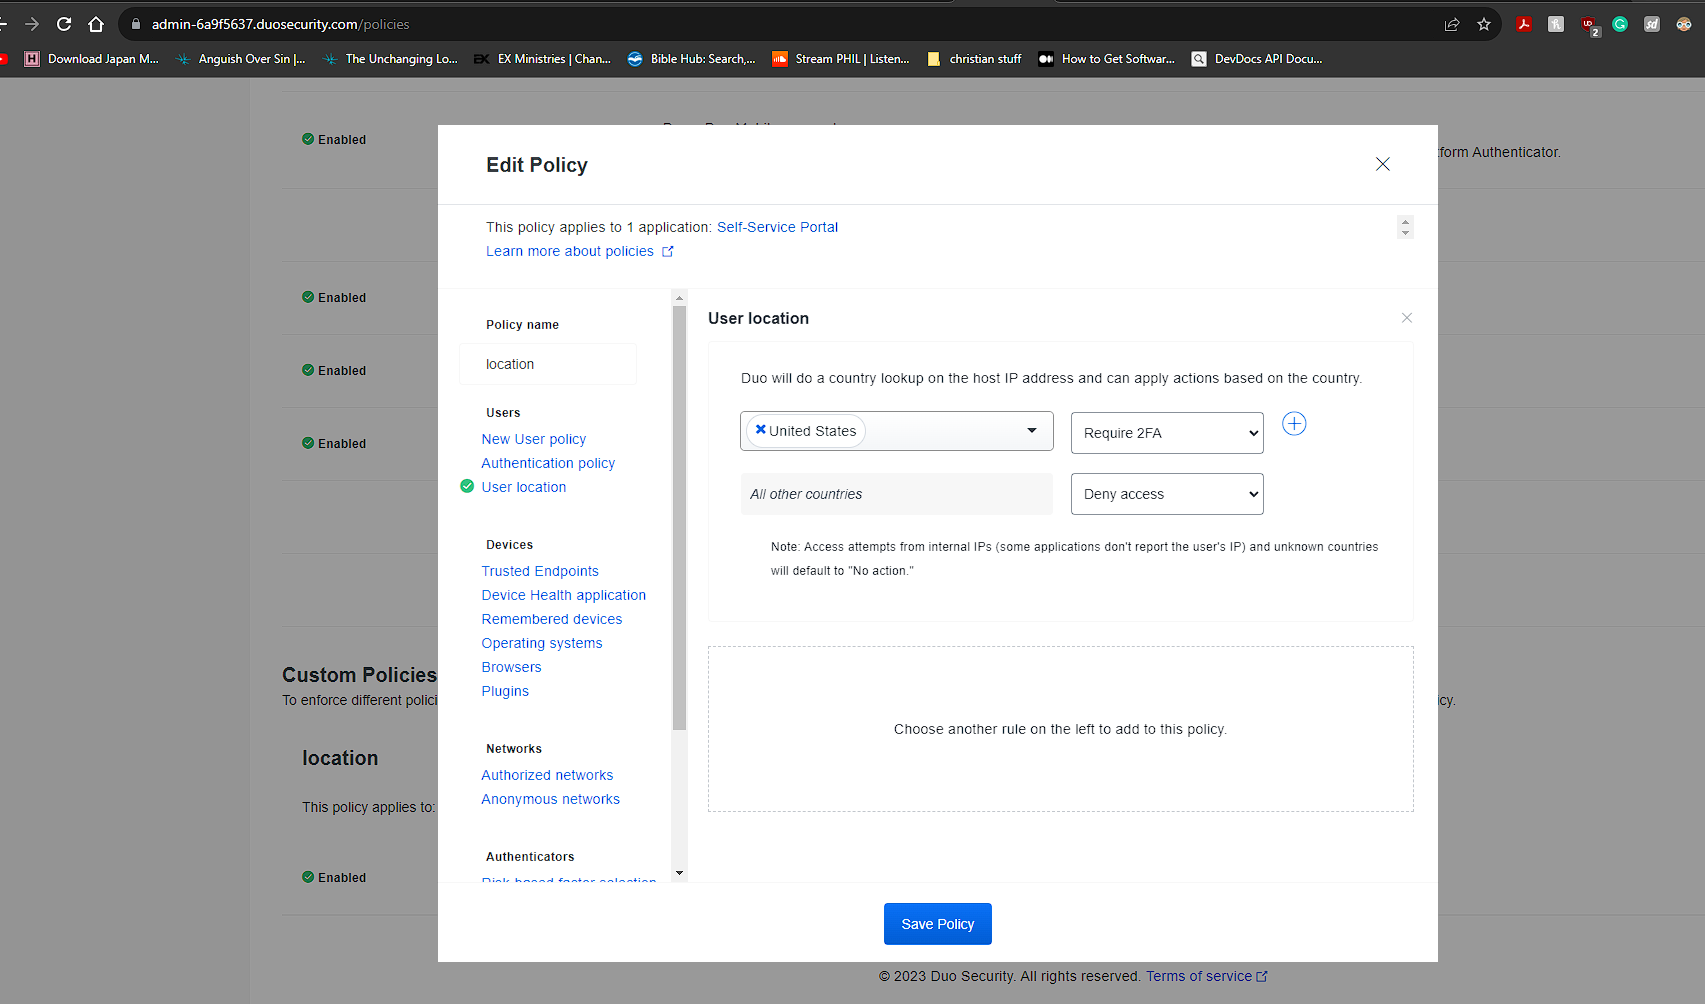 admin-6a9f5637.duosecurity.com/policies
2
Download Japan M...
Anguish Over Sin |...
The Unchanging Lo...
EX Ministries | Chan...
Bible Hub: Search,...
Stream PHIL | Listen...
christian stuff
How to Get Softwar...
DevDocs API Docu...
Enabled
tform Authenticator.
Enabled
Enabled
Enabled
Custom Policies
To enforce different polici
icy.
location
This policy applies to:
Enabled
Edit Policy
This policy applies to 1 application: Self-Service Portal
Learn more about policies
Policy name
location
Users
New User policy
Authentication policy
User location
Devices
Trusted Endpoints
Device Health application
Remembered devices
Operating systems
Browsers
Plugins
Networks
Authorized networks
Anonymous networks
Authenticators
Risk-based factor selection
User location
Duo will do a country lookup on the host IP address and can apply actions based on the country.
United States
Require 2FA
All other countries
Deny access
Note: Access attempts from internal IPs (some applications don't report the user's IP) and unknown countries
will default to "No action."
Choose another rule on the left to add to this policy.
Save Policy
© 2023 Duo Security. All rights reserved. Terms of service